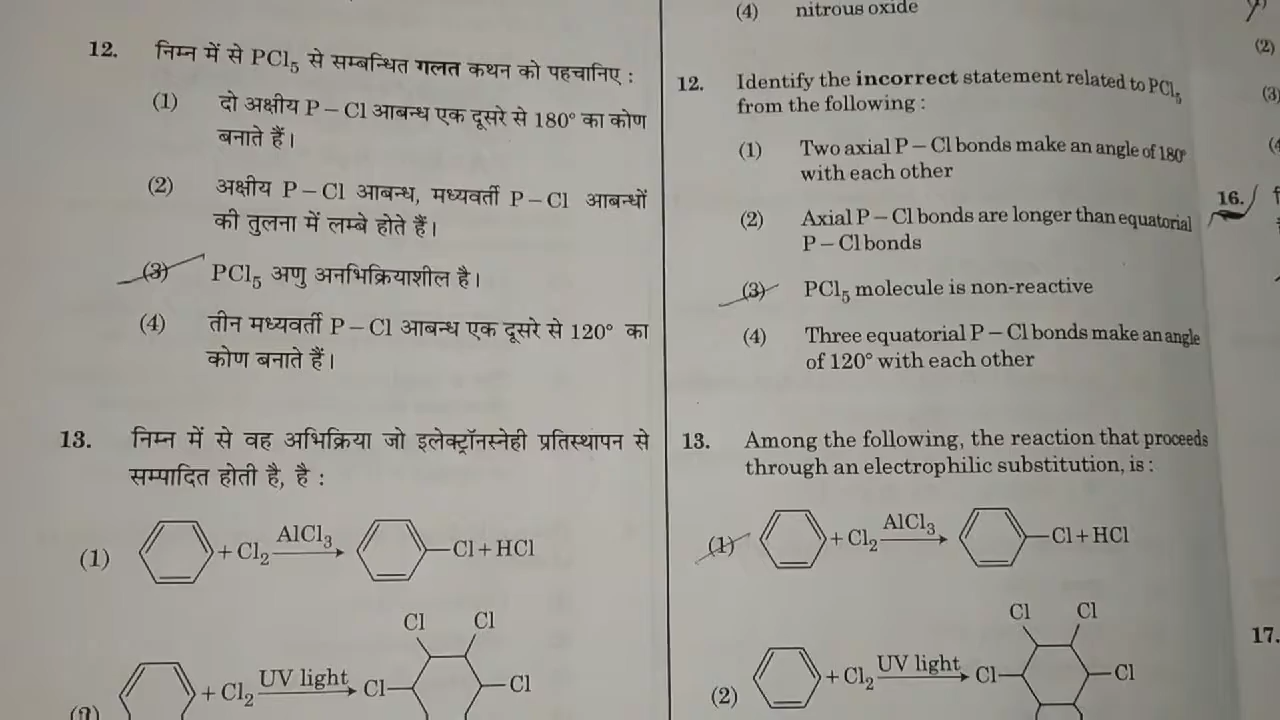 12. निम्न में से PCl₅ से सम्बन्धित गलत कथन को पहचानिए :
(1) दो अक्षीय P – Cl आबन्ध एक दूसरे से 180° का कोण
बनाते हैं।
(2) अक्षीय P – Cl आबन्ध, मध्यवर्ती P – Cl आबन्धों
की तुलना में लम्बे होते हैं।
(3) PCl₅ अणु अनभिक्रियाशील है।
(4) तीन मध्यवर्ती P – Cl आबन्ध एक दूसरे से 120° का
कोण बनाते हैं।
13. निम्न में से वह अभिक्रिया जो इलेक्ट्रॉनस्नेही प्रतिस्थापन से
सम्पादित होती है, है :
(1) + Cl₂ AlCl₃ Cl + HCl
Cl Cl
+ Cl₂ UV light Cl Cl
(4) nitrous oxide
12. Identify the incorrect statement related to PCl₅
from the following :
(1) Two axial P – Cl bonds make an angle of 180°
with each other
(2) Axial P – Cl bonds are longer than equatorial
P – Cl bonds
(3) PCl₅ molecule is non-reactive
(4) Three equatorial P – Cl bonds make an angle
of 120° with each other
13. Among the following, the reaction that proceeds
through an electrophilic substitution, is :
(1) + Cl₂ AlCl₃ Cl + HCl
Cl Cl
(2) + Cl₂ UV light Cl Cl
(2)
(3)
16.
17.